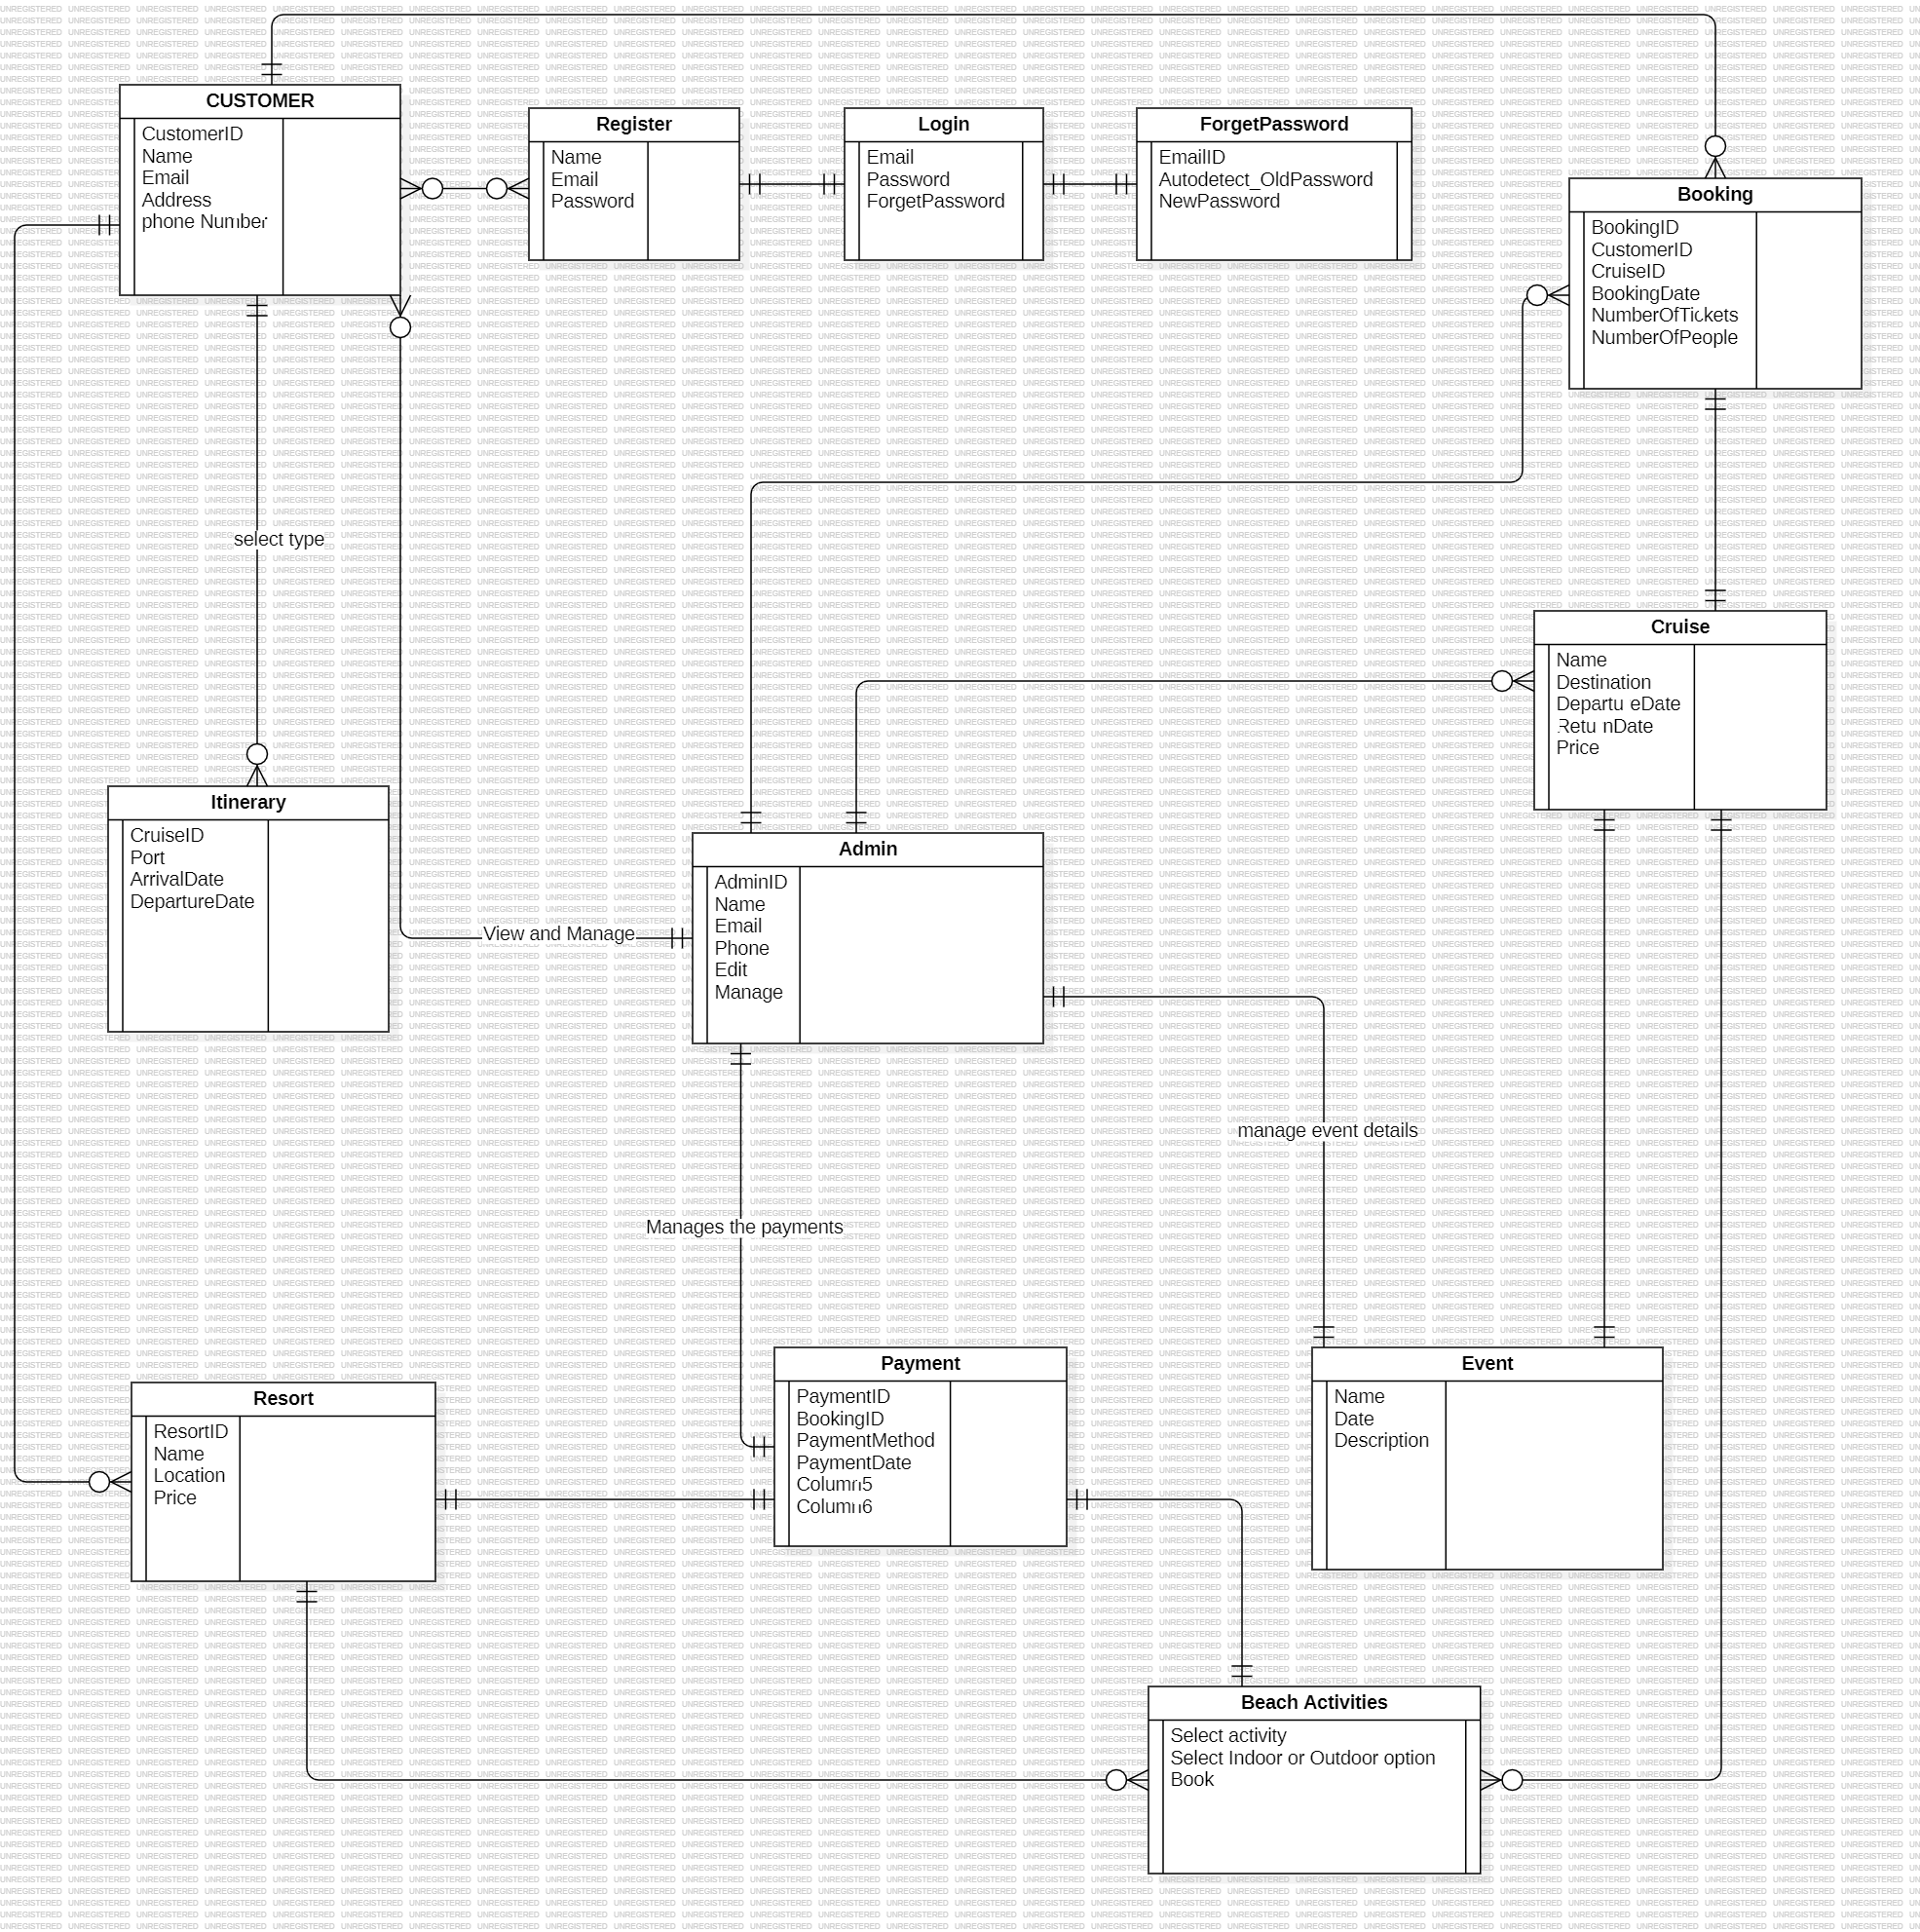 CUSTOMER
CustomerID
Name
Email
Address
phone Number
Register
Name
Email
Password
Login
Email
Password
ForgetPassword
ForgetPassword
EmailID
Autodetect_OldPassword
NewPassword
Booking
BookingID
CustomerID
CruiseID
BookingDate
NumberOfTickets
NumberOfPeople
select type
Cruise
Name
Destination
Departu eDate
Retu nDate
Price
Itinerary
CruiseID
Port
ArrivalDate
DepartureDate
View and Manage
Admin
AdminID
Name
Email
Phone
Edit
Manage
manage event details
Manages the payments
Resort
ResortID
Name
Location
Price
Payment
PaymentID
BookingID
PaymentMethod
PaymentDate
Column5
Column6
Event
Name
Date
Description
Beach Activities
Select activity
Select Indoor or Outdoor option
Book
UNREGISTERED